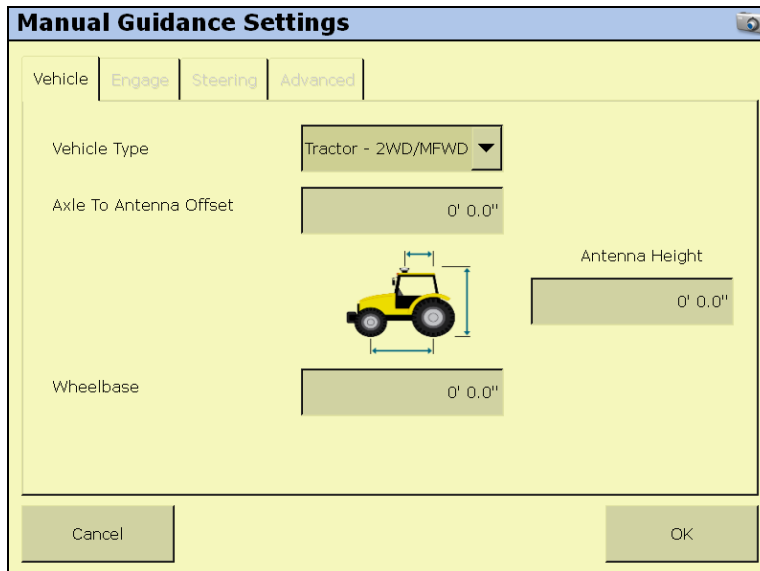 Manual Guidance Settings
Vehicle
Engage
Steering
Advanced
Vehicle Type
Tractor - 2WD/MFWD
Axle To Antenna Offset
0' 0.0"
Antenna Height
0' 0.0"
Wheelbase
0' 0.0"
Cancel
OK